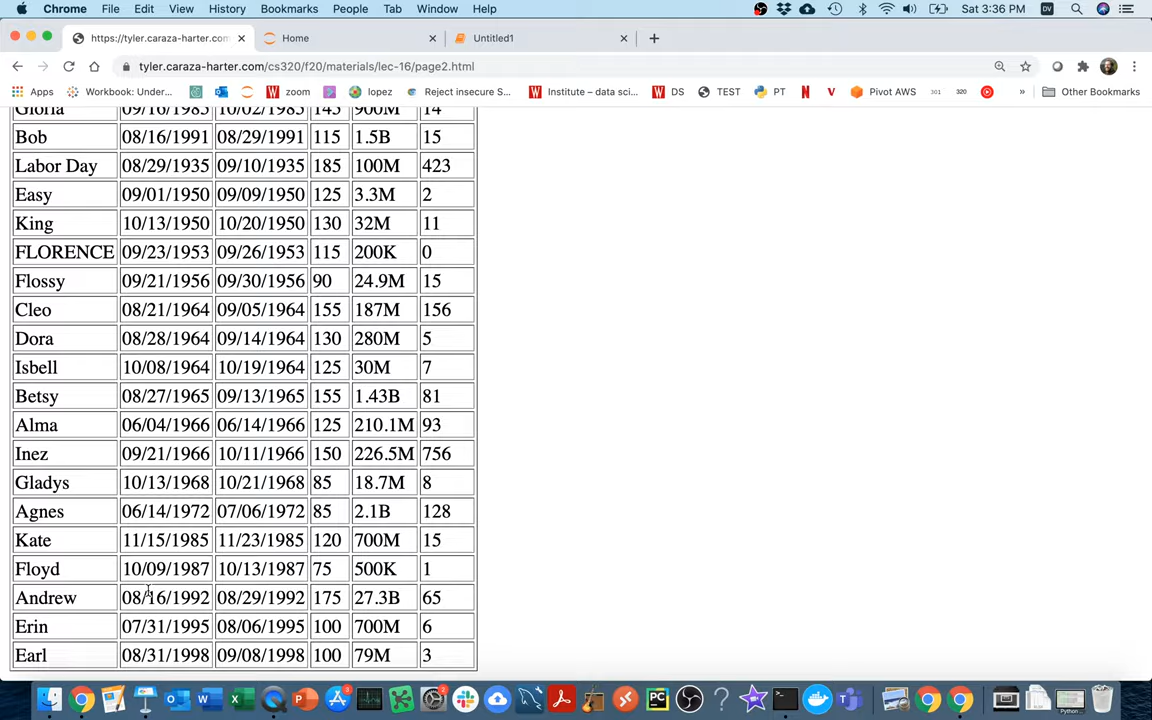 Chrome File Edit View History Bookmarks People Tab Window Help Sat 3:36 PM
https://tyler.caraza-harter.com Home Untitled1
tyler.caraza-harter.com/cs320/f20/materials/lec-16/page2.html
Apps Workbook: Under... zoom lopez Reject insecure S... Institute – data sci... DS TEST PT Pivot AWS 320 » Other Bookmarks
Gloria 09/16/1985 10/02/1985 145 900M 14
Bob 08/16/1991 08/29/1991 115 1.5B 15
Labor Day 08/29/1935 09/10/1935 185 100M 423
Easy 09/01/1950 09/09/1950 125 3.3M 2
King 10/13/1950 10/20/1950 130 32M 11
FLORENCE 09/23/1953 09/26/1953 115 200K 0
Flossy 09/21/1956 09/30/1956 90 24.9M 15
Cleo 08/21/1964 09/05/1964 155 187M 156
Dora 08/28/1964 09/14/1964 130 280M 5
Isbell 10/08/1964 10/19/1964 125 30M 7
Betsy 08/27/1965 09/13/1965 155 1.43B 81
Alma 06/04/1966 06/14/1966 125 210.1M 93
Inez 09/21/1966 10/11/1966 150 226.5M 756
Gladys 10/13/1968 10/21/1968 85 18.7M 8
Agnes 06/14/1972 07/06/1972 85 2.1B 128
Kate 11/15/1985 11/23/1985 120 700M 15
Floyd 10/09/1987 10/13/1987 75 500K 1
Andrew 08/16/1992 08/29/1992 175 27.3B 65
Erin 07/31/1995 08/06/1995 100 700M 6
Earl 08/31/1998 09/08/1998 100 79M 3